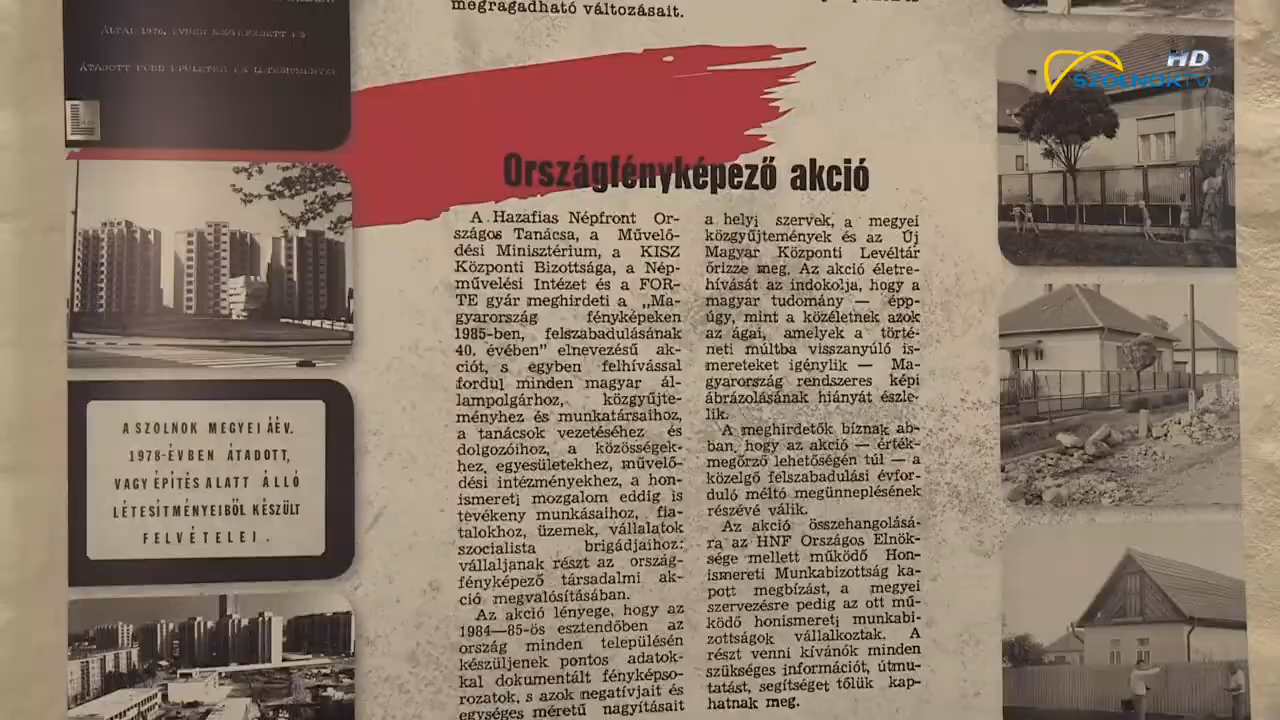 megragadható változásait.
ÁLTAL 1976. ÉVBEN
ÁTADOTT FŐBB ÉPÜLETEK ÉS LÉTESÍTMÉNYEK
HD
SZOLNOKTV
Országfényképező akció
A Hazafias Népfront Or-
szágos Tanácsa, a Művelő-
dési Minisztérium, a KISZ
Központi Bizottsága, a Nép-
művelési Intézet és a FOR-
TE gyár meghirdeti a „Ma-
gyarország fényképeken
1985-ben, felszabadulásának
40. évében” elnevezésű ak-
ciót, s egyben felhívással
fordul minden magyar ál-
lampolgárhoz, közgyűjte-
ményhez és munkatársaihoz,
a tanácsok vezetéséhez és
dolgozóihoz, a közösségek-
hez, egyesületekhez, művelő-
dési intézményekhez, a hon-
ismereti mozgalom eddig is
tevékeny munkásaihoz, fia-
talokhoz, üzemek, vállalatok
szocialista brigádjaihoz:
vállaljanak részt az ország-
fényképező társadalmi ak-
ció megvalósításában.
Az akció lényege, hogy az
1984—85-ös esztendőben az
ország minden településén
készüljenek pontos adatok-
kal dokumentált fényképso-
rozatok, s azok negatívjait és
egységes méretű nagyításait
a helyi szervek, a megyei
közgyűjtemények és az Új
Magyar Központi Levéltár
őrizze meg. Az akció életre-
hívását az indokolja, hogy a
magyar tudomány — épp-
úgy, mint a közéletnek azok
az ágai, amelyek a törté-
neti múltba visszanyúló is-
mereteket igénylik — Ma-
gyarország rendszeres képi
ábrázolásának hiányát észle-
lik.
A meghirdetők bíznak ab-
ban, hogy az akció — érték-
megőrző lehetőségén túl — a
közelgő felszabadulási évfor-
duló méltó megünneplésének
részévé válik.
Az akció összehangolásá-
ra az HNF Országos Elnök-
sége mellett működő Hon-
ismereti Munkabizottság ka-
pott megbízást, a megyei
szervezésre pedig az ott mű-
ködő honismereti munkabi-
zottságok vállalkoztak. A
részt venni kívánók minden
szükséges információt, útmu-
tatást, segítséget tőlük kap-
hatnak meg.
A SZOLNOK MEGYEI ÁÉV.
1978-ÉVBEN ÁTADOTT,
VAGY ÉPÍTÉS ALATT ÁLLÓ
LÉTESÍTMÉNYEIBŐL KÉSZÜLT
FELVÉTELEI.